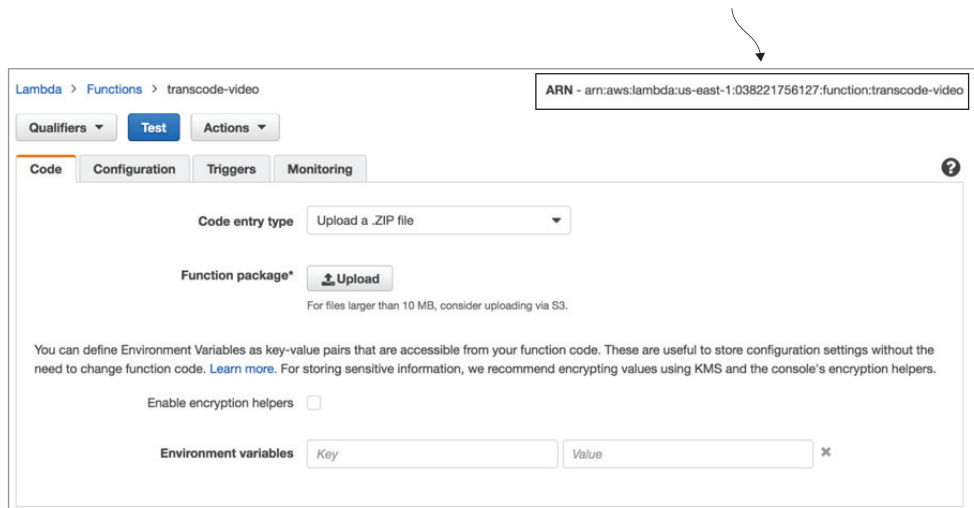 Lambda > Functions > transcode-video
ARN - arn:aws:lambda:us-east-1:038221756127:function:transcode-video
Qualifiers Test Actions
Code Configuration Triggers Monitoring
?
Code entry type Upload a .ZIP file
Function package* Upload
For files larger than 10 MB, consider uploading via S3.
You can define Environment Variables as key-value pairs that are accessible from your function code. These are useful to store configuration settings without the
need to change function code. Learn more. For storing sensitive information, we recommend encrypting values using KMS and the console's encryption helpers.
Enable encryption helpers
Environment variables Key Value